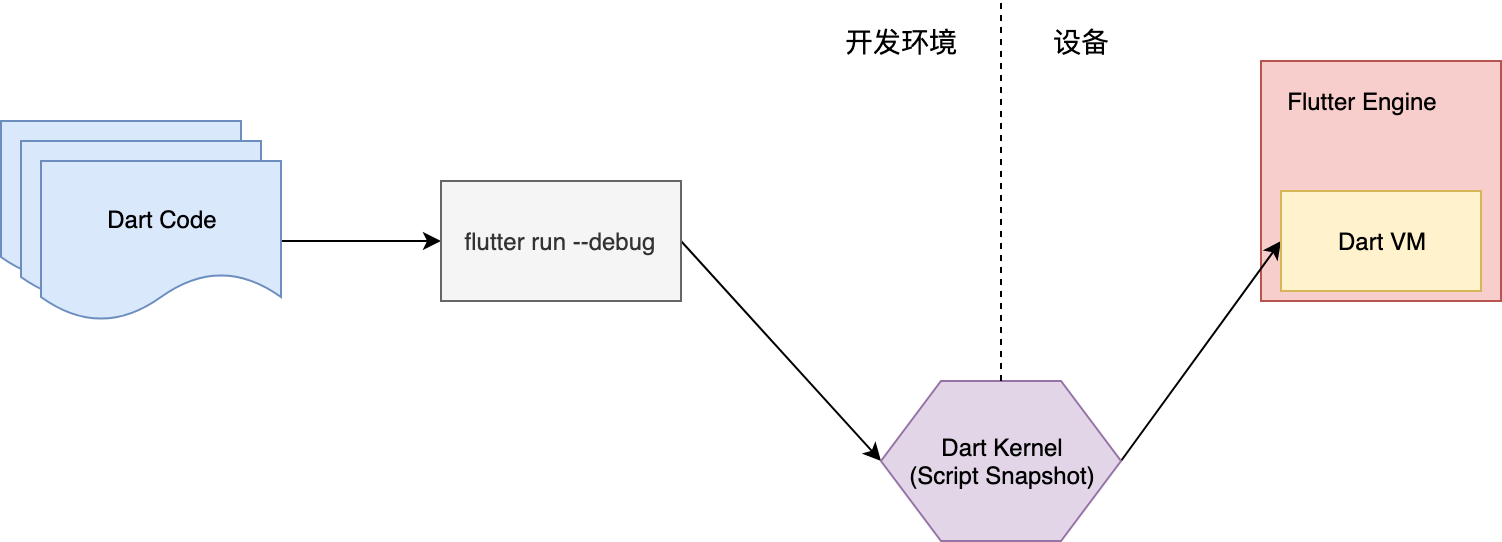 开发环境
设备
Flutter Engine
Dart Code
flutter run --debug
Dart VM
Dart Kernel
(Script Snapshot)